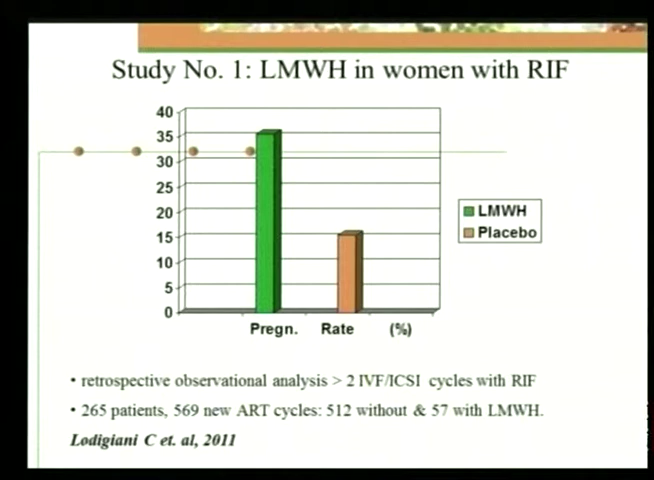 Study No. 1: LMWH in women with RIF
40
35
30
25
20
15
10
5
0
Pregn. Rate (%)
LMWH
Placebo
• retrospective observational analysis > 2 IVF/ICSI cycles with RIF
• 265 patients, 569 new ART cycles: 512 without & 57 with LMWH.
Lodigiani C et. al, 2011